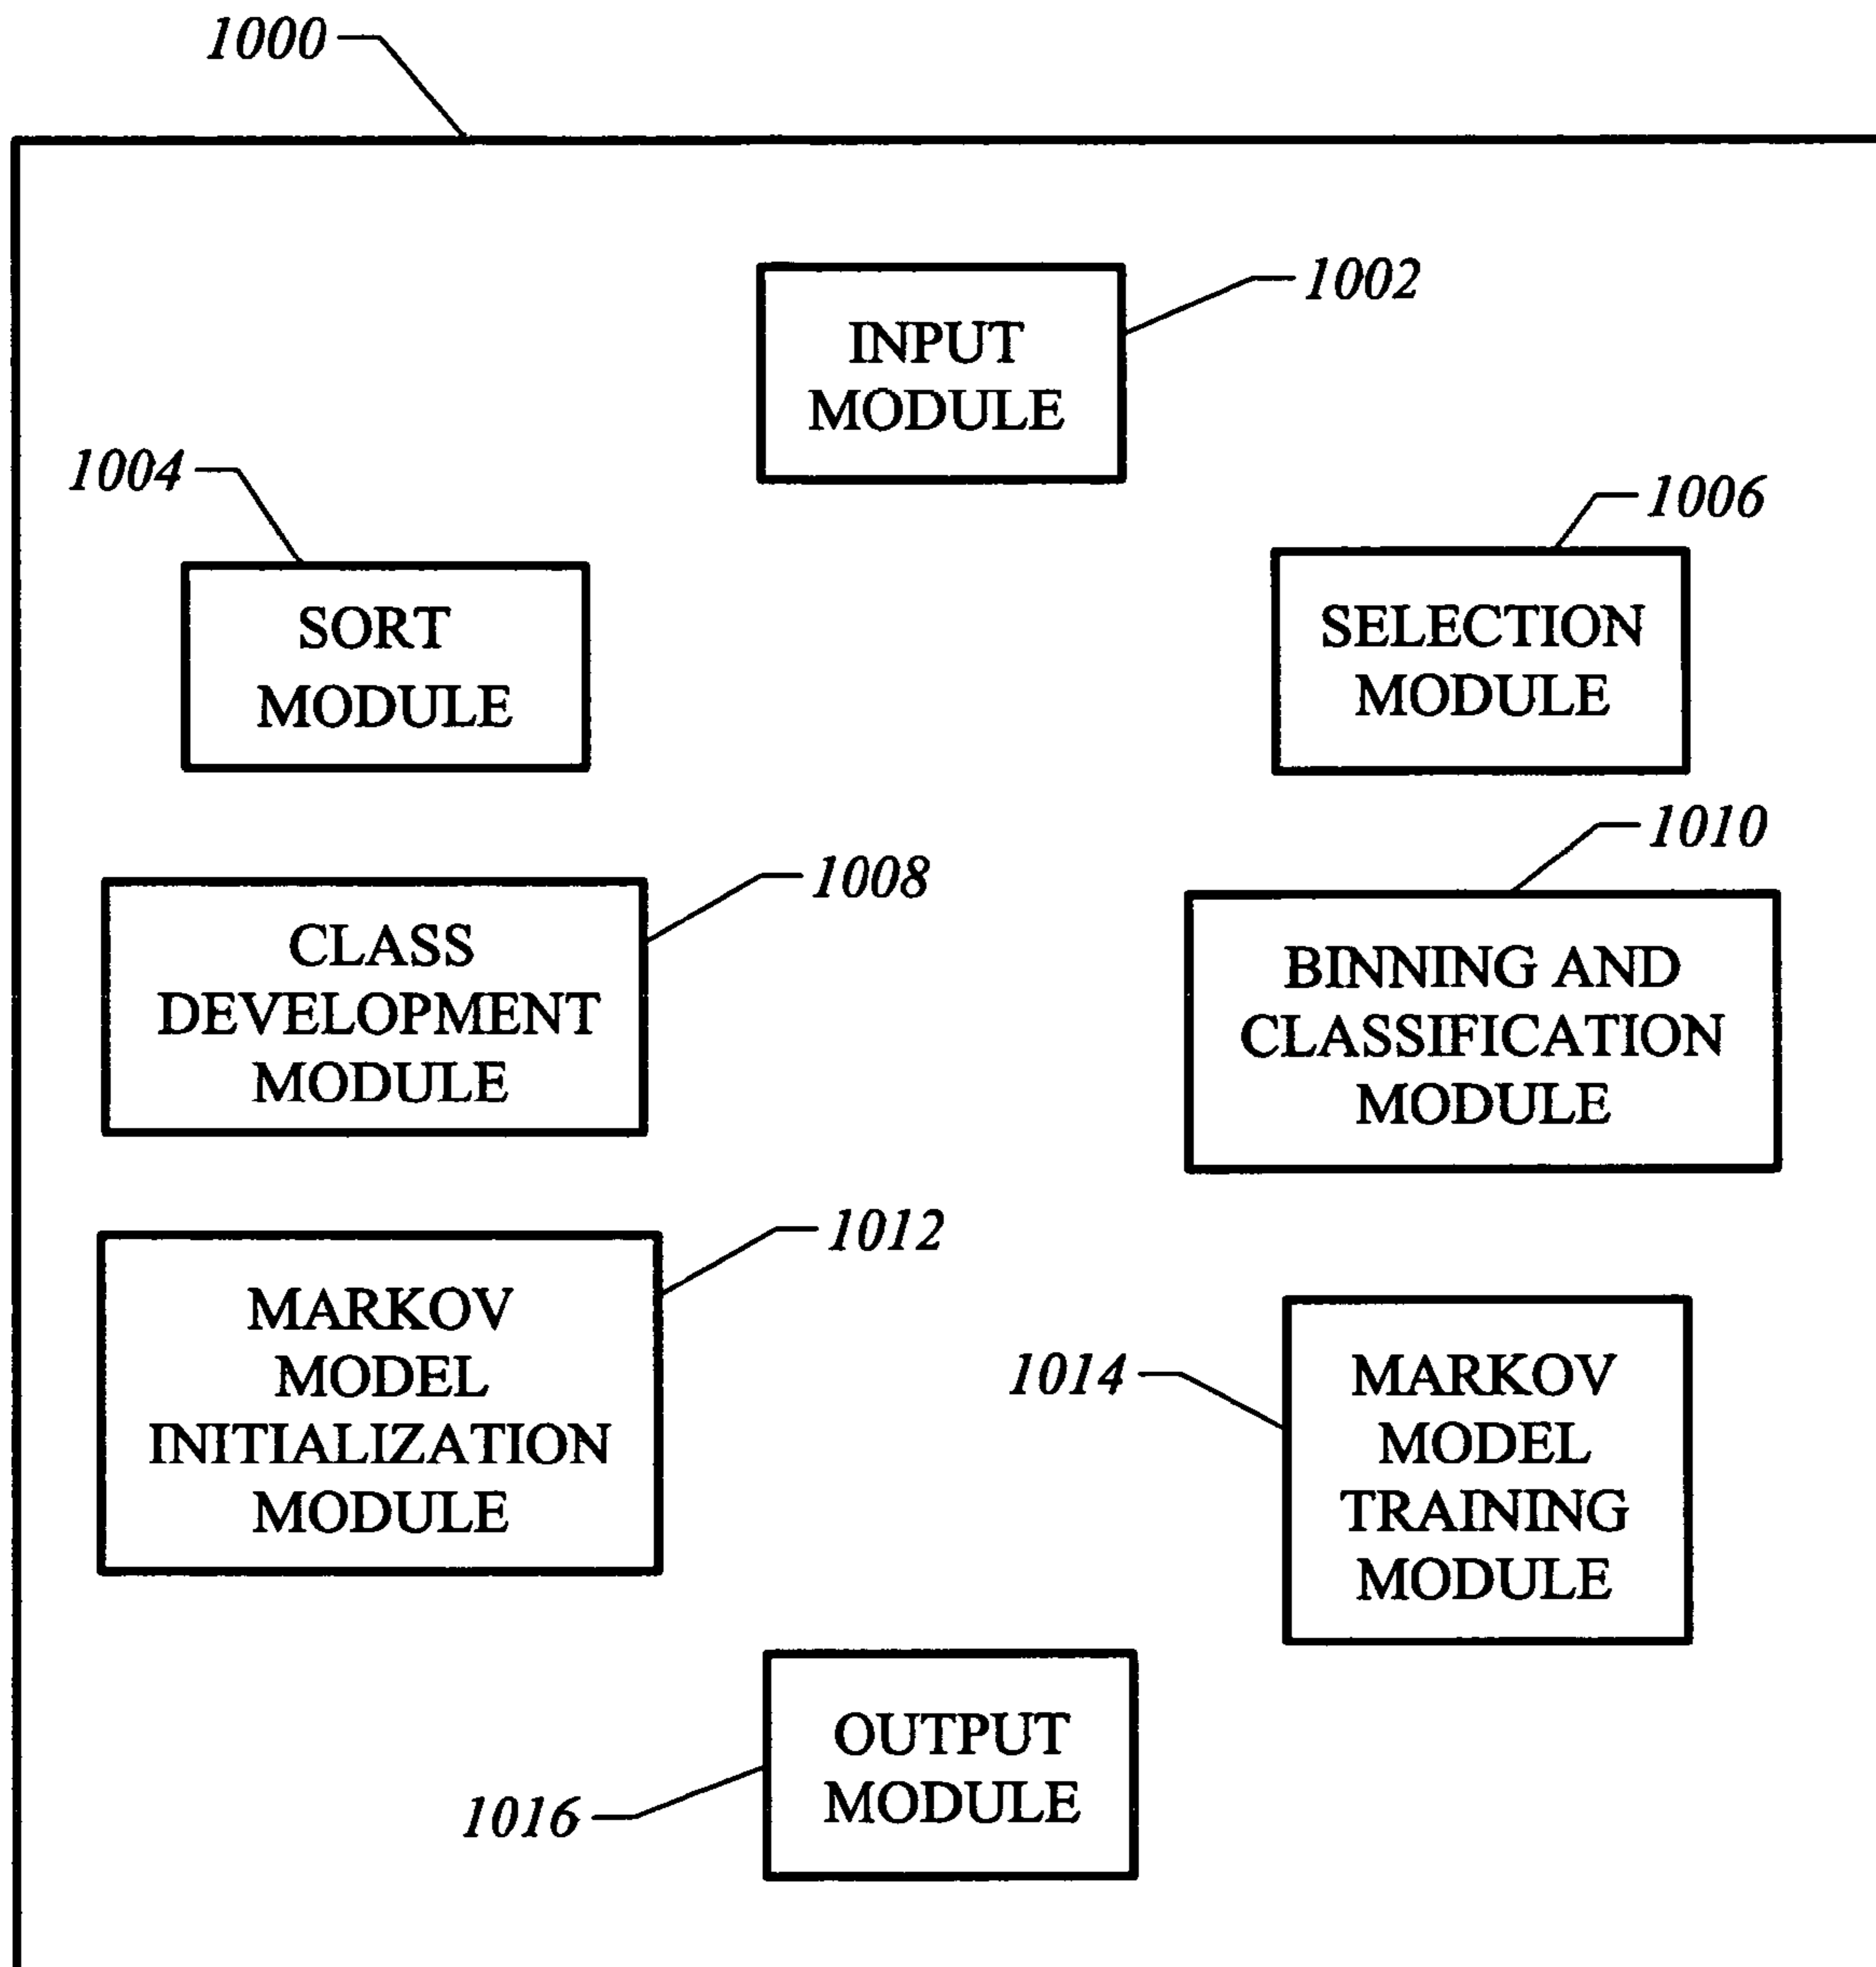 1000
1002
INPUT
MODULE
1004
SORT
MODULE
1006
SELECTION
MODULE
1008
CLASS
DEVELOPMENT
MODULE
1010
BINNING AND
CLASSIFICATION
MODULE
1012
MARKOV
MODEL
INITIALIZATION
MODULE
1014
MARKOV
MODEL
TRAINING
MODULE
OUTPUT
MODULE
1016